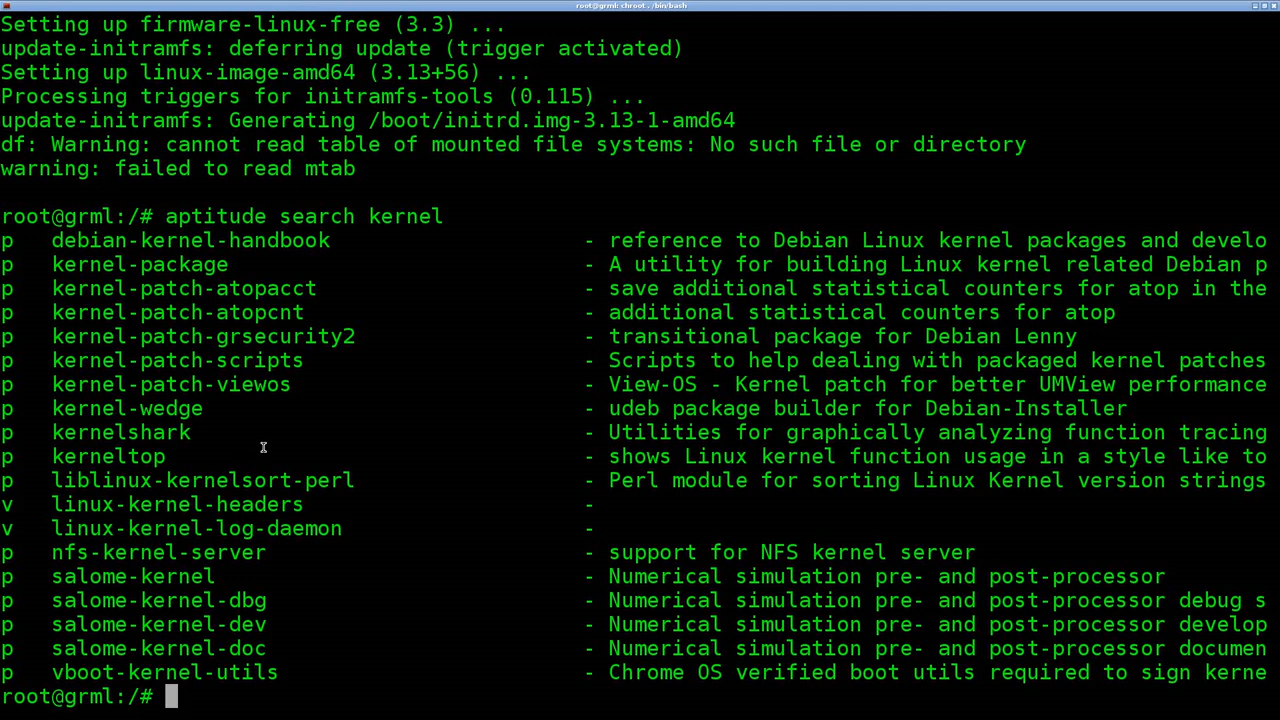 root@grml: chroot . /bin/bash
Setting up firmware-linux-free (3.3) ...
update-initramfs: deferring update (trigger activated)
Setting up linux-image-amd64 (3.13+56) ...
Processing triggers for initramfs-tools (0.115) ...
update-initramfs: Generating /boot/initrd.img-3.13-1-amd64
df: Warning: cannot read table of mounted file systems: No such file or directory
warning: failed to read mtab
root@grml:/# aptitude search kernel
p   debian-kernel-handbook                     - reference to Debian Linux kernel packages and develo
p   kernel-package                             - A utility for building Linux kernel related Debian p
p   kernel-patch-atopacct                      - save additional statistical counters for atop in the
p   kernel-patch-atopcnt                       - additional statistical counters for atop
p   kernel-patch-grsecurity2                   - transitional package for Debian Lenny
p   kernel-patch-scripts                       - Scripts to help dealing with packaged kernel patches
p   kernel-patch-viewos                        - View-OS - Kernel patch for better UMView performance
p   kernel-wedge                               - udeb package builder for Debian-Installer
p   kernelshark                                - Utilities for graphically analyzing function tracing
p   kerneltop                                  - shows Linux kernel function usage in a style like to
p   liblinux-kernelsort-perl                   - Perl module for sorting Linux Kernel version strings
v   linux-kernel-headers                       -
v   linux-kernel-log-daemon                    -
p   nfs-kernel-server                          - support for NFS kernel server
p   salome-kernel                              - Numerical simulation pre- and post-processor
p   salome-kernel-dbg                          - Numerical simulation pre- and post-processor debug s
p   salome-kernel-dev                          - Numerical simulation pre- and post-processor develop
p   salome-kernel-doc                          - Numerical simulation pre- and post-processor documen
p   vboot-kernel-utils                         - Chrome OS verified boot utils required to sign kerne
root@grml:/#